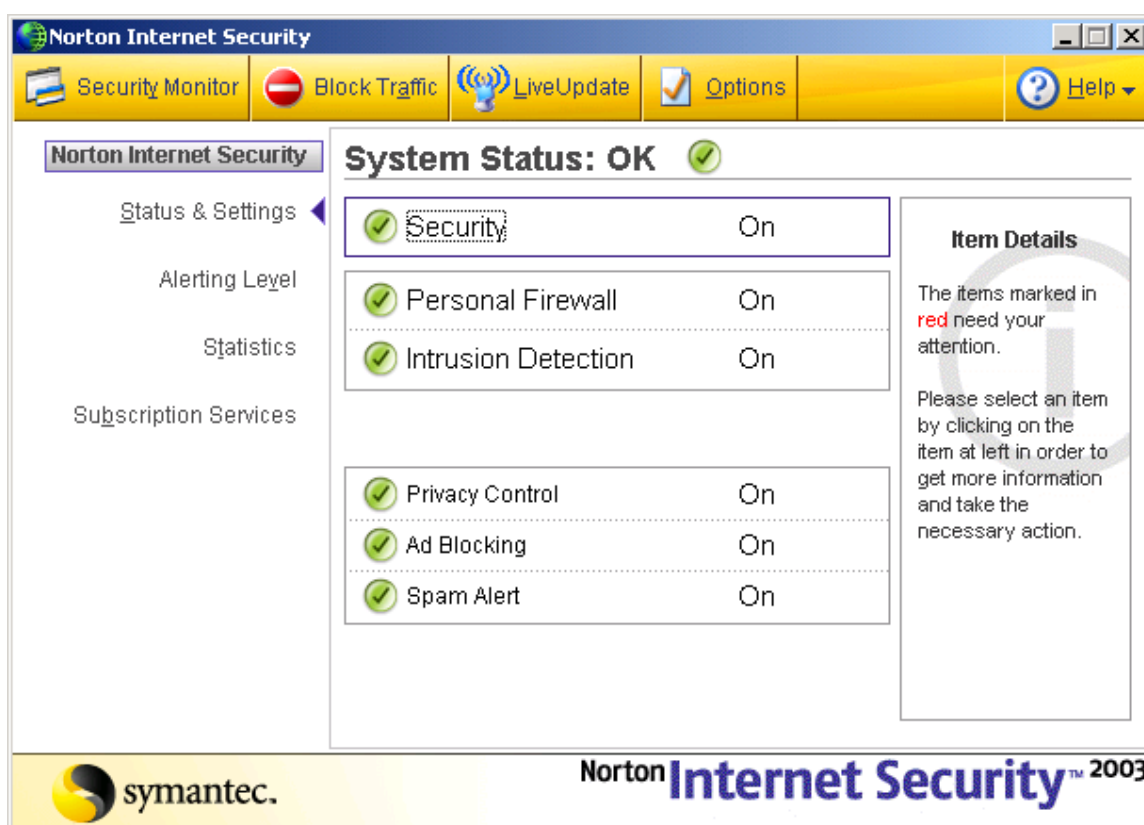 Norton Internet Security
Security Monitor
Block Traffic
LiveUpdate
Options
Help
Norton Internet Security
Status & Settings
Alerting Level
Statistics
Subscription Services
System Status: OK
Security On
Personal Firewall On
Intrusion Detection On
Privacy Control On
Ad Blocking On
Spam Alert On
Item Details
The items marked in
red need your
attention.
Please select an item
by clicking on the
item at left in order to
get more information
and take the
necessary action.
symantec.
Norton Internet Security™ 2003